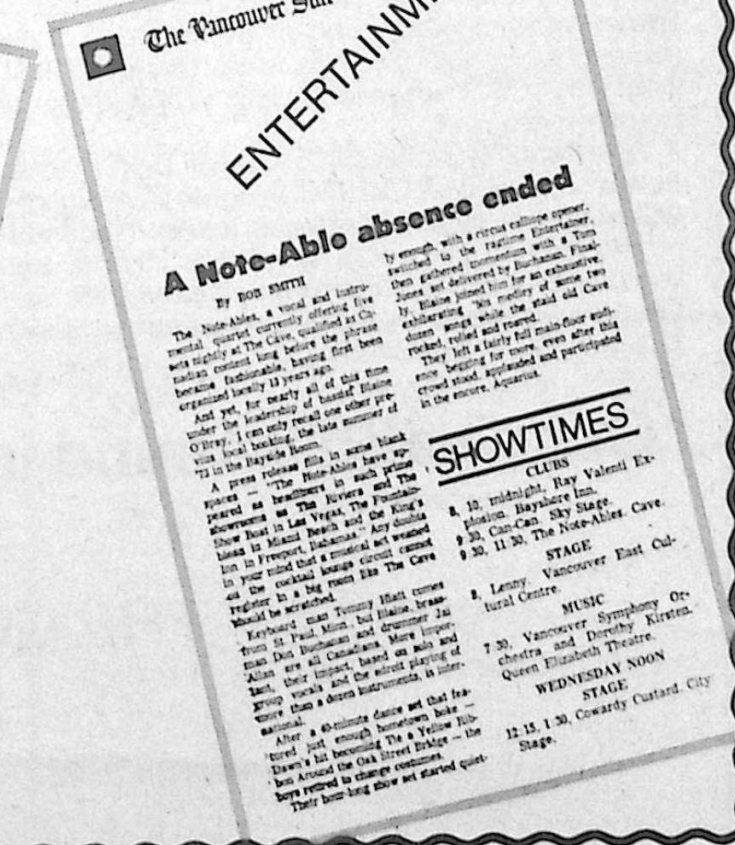 The Vancouver Sun
ENTERTAINM
A Note-Able absence ended
By BOB SMITH
The Note-Ables, a vocal and instru-
mental quartet currently offering five
sets nightly at The Cave, qualified as Ca-
nadian content long before the phrase
became fashionable, having first been
organized locally 13 years ago.
And yet, for nearly all of this time
under the leadership of bassist Blaine
O'Bray, I can only recall one other pre-
vious local booking, the late summer of
'72 in the Bayside Room.
A press release fills in some blank
spaces — "The Note-Ables have ap-
peared as headliners in such prime
showrooms as The Riviera and The
Show Boat in Las Vegas, The Fountain-
bleau in Miami Beach and the King's
Inn in Freeport, Bahamas." Any doubts
in your mind that a musical act weaned
on the cocktail lounge circuit cannot
register in a big room like The Cave
should be scratched.
Keyboard man Tommy Hiatt comes
from St. Paul, Minn., but Blaine, brass-
man Don Buchanan and drummer Jai
Allan are all Canadians. More impor-
tant, their impact, based on solo and
group vocals and the adroit playing of
more than a dozen instruments, is inter-
national.
After a 40-minute dance set that fea-
tured just enough hometown hoke —
Dawn's hit becoming Tie a Yellow Rib-
bon Around the Oak Street Bridge — the
boys retired to change costumes.
Their hour-long show set started quiet-
ly enough, with a circus calliope opener,
switched to the ragtime Entertainer,
then gathered momentum with a Tom
Jones set delivered by Buchanan. Final-
ly, Blaine joined him for an exhaustive,
exhilarating medley of some two
dozen songs while the staid old Cave
rocked, rolled and roared.
They left a fairly full main-floor audi-
ence begging for more, even after this
crowd stood, applauded and participated
in the encore, Aquarius.
SHOWTIMES
CLUBS
8, 10, midnight, Ray Valenti Ex-
plosion, Bayshore Inn.
9:30, Can-Can. Sky Stage.
9:30, 11:30, The Note-Ables. Cave.
STAGE
8, Lenny. Vancouver East Cul-
tural Centre.
MUSIC
7:30, Vancouver Symphony Or-
chestra and Dorothy Kirsten,
Queen Elizabeth Theatre.
WEDNESDAY NOON
STAGE
12:15, 1:30, Cowardy Custard. City
Stage.